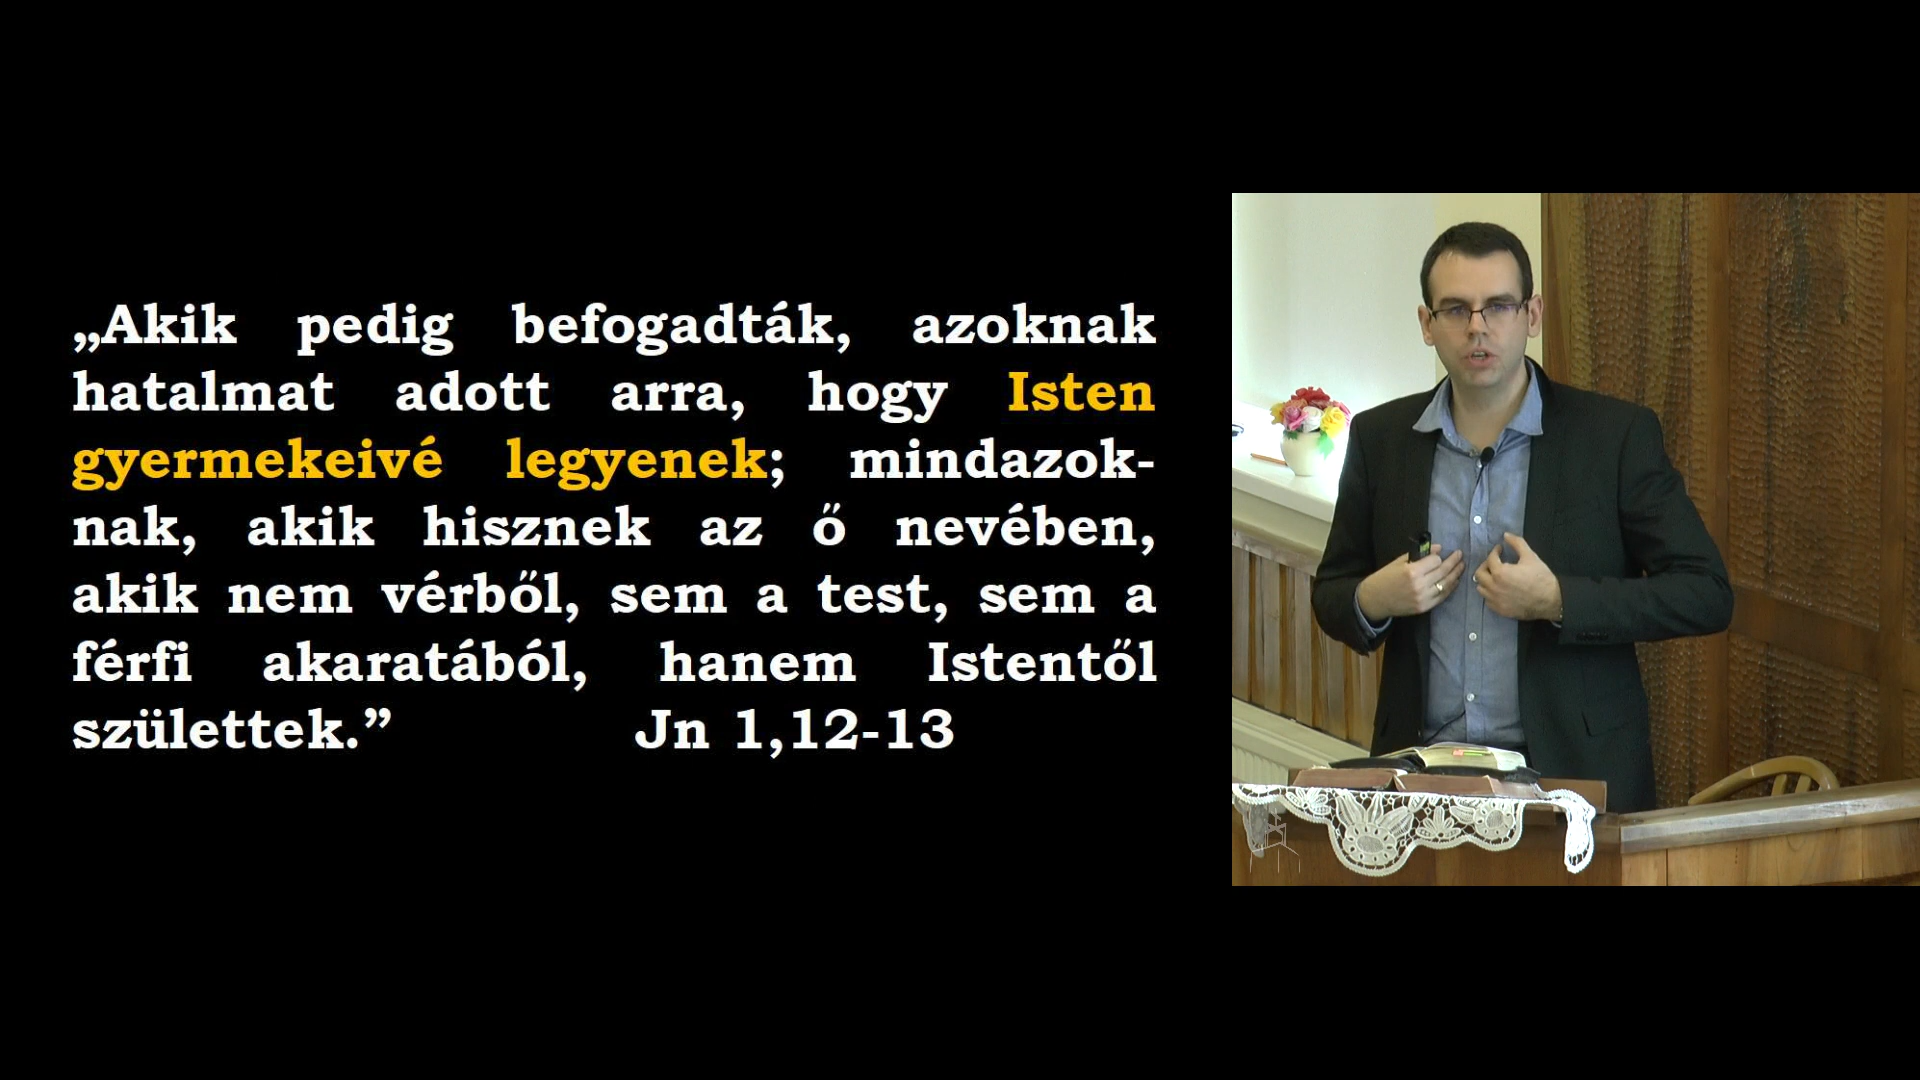 „Akik pedig befogadták, azoknak
hatalmat adott arra, hogy Isten
gyermekeivé legyenek; mindazok-
nak, akik hisznek az ő nevében,
akik nem vérből, sem a test, sem a
férfi akaratából, hanem Istentől
születtek.” Jn 1,12-13